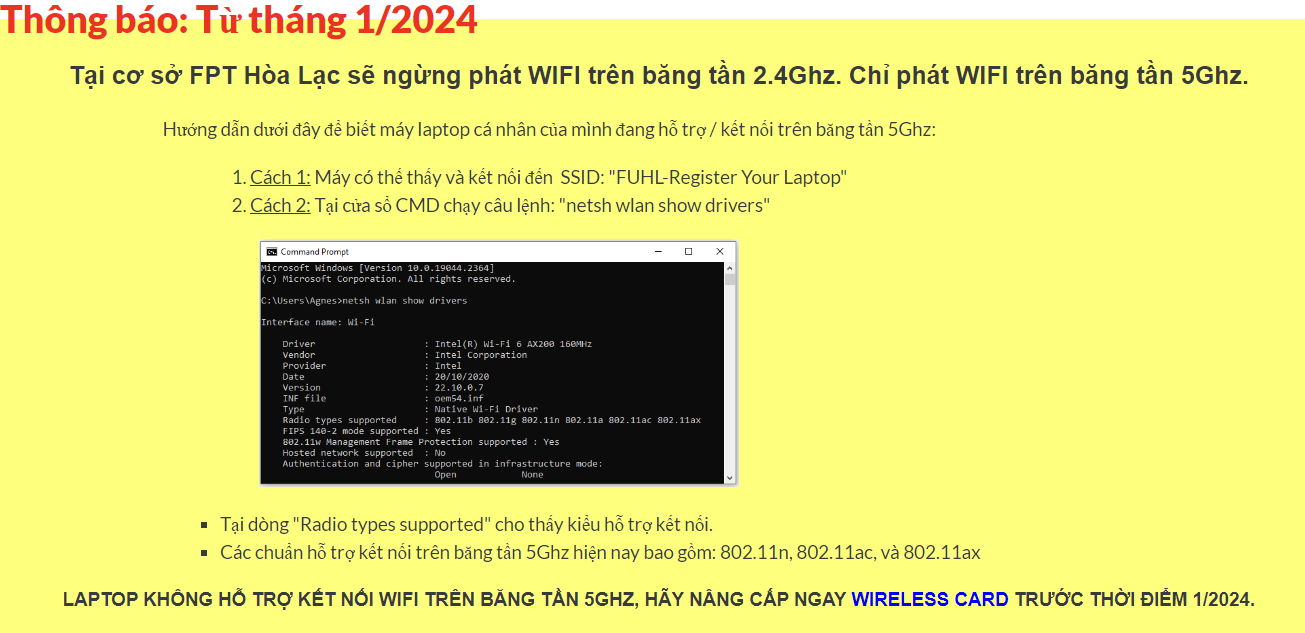 Thông báo: Từ tháng 1/2024
Tại cơ sở FPT Hòa Lạc sẽ ngừng phát WIFI trên băng tần 2.4Ghz. Chỉ phát WIFI trên băng tần 5Ghz.
Hướng dẫn dưới đây để biết máy laptop cá nhân của mình đang hỗ trợ / kết nối trên băng tần 5Ghz:
1. Cách 1: Máy có thể thấy và kết nối đến SSID: "FUHL-Register Your Laptop"
2. Cách 2: Tại cửa sổ CMD chạy câu lệnh: "netsh wlan show drivers"
Command Prompt
Microsoft Windows [Version 10.0.19044.2364]
(c) Microsoft Corporation. All rights reserved.
C:\Users\Agnes>netsh wlan show drivers
Interface name: Wi-Fi
Driver : Intel(R) Wi-Fi 6 AX200 160MHz
Vendor : Intel Corporation
Provider : Intel
Date : 20/10/2020
Version : 22.10.0.7
INF file : oem54.inf
Type : Native Wi-Fi Driver
Radio types supported : 802.11b 802.11g 802.11n 802.11a 802.11ac 802.11ax
FIPS 140-2 mode supported : Yes
802.11w Management Frame Protection supported : Yes
Hosted network supported : No
Authentication and cipher supported in infrastructure mode:
Open None
▪ Tại dòng "Radio types supported" cho thấy kiểu hỗ trợ kết nối.
▪ Các chuẩn hỗ trợ kết nối trên băng tần 5Ghz hiện nay bao gồm: 802.11n, 802.11ac, và 802.11ax
LAPTOP KHÔNG HỖ TRỢ KẾT NỐI WIFI TRÊN BĂNG TẦN 5GHZ, HÃY NÂNG CẤP NGAY WIRELESS CARD TRƯỚC THỜI ĐIỂM 1/2024.